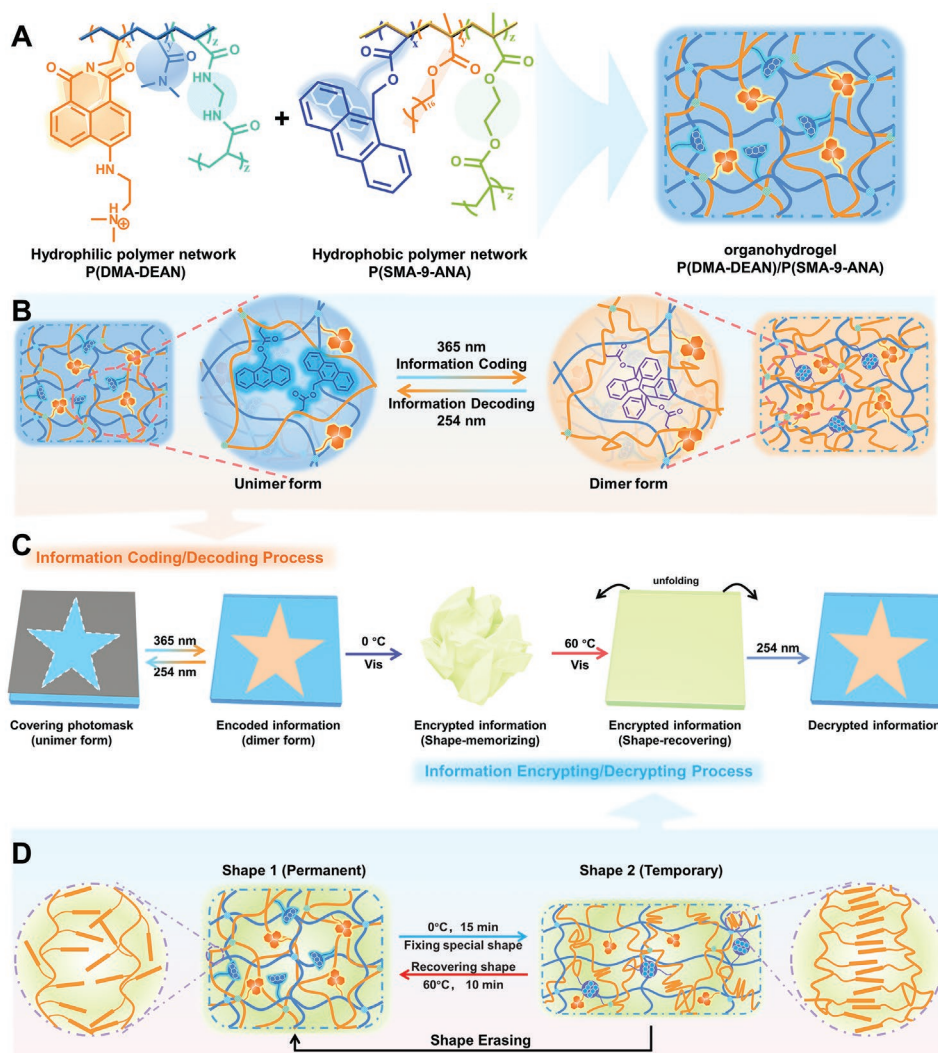 A
O
x
y
z
O
N
O
N
O
HN
HN
O
z
HN
H
N
⊕
+
x
y
z
O
O
O
O
O
O
16
O
O
z
Hydrophilic polymer network
P(DMA-DEAN)
Hydrophobic polymer network
P(SMA-9-ANA)
organohydrogel
P(DMA-DEAN)/P(SMA-9-ANA)
B
365 nm
Information Coding
Information Decoding
254 nm
Unimer form
Dimer form
C
Information Coding/Decoding Process
365 nm
254 nm
0 °C
Vis
60 °C
Vis
unfolding
254 nm
Covering photomask
(unimer form)
Encoded information
(dimer form)
Encrypted information
(Shape-memorizing)
Encrypted information
(Shape-recovering)
Decrypted information
Information Encrypting/Decrypting Process
D
Shape 1 (Permanent)
Shape 2 (Temporary)
0°C, 15 min
Fixing special shape
Recovering shape
60°C, 10 min
Shape Erasing